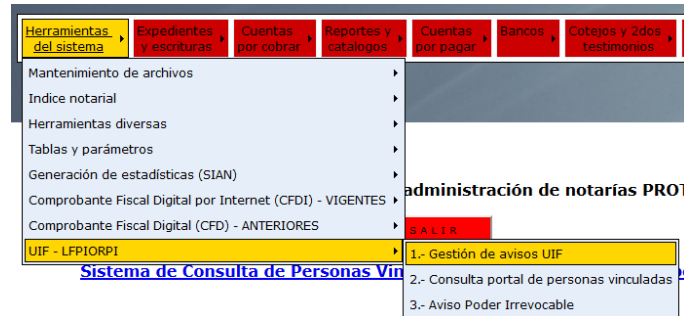 Herramientas del sistema
Expedientes y escrituras
Cuentas por cobrar
Reportes y catalogos
Cuentas por pagar
Bancos
Cotejos y 2dos testimonios
Mantenimiento de archivos
Indice notarial
Herramientas diversas
Tablas y parámetros
Generación de estadísticas (SIAN)
Comprobante Fiscal Digital por Internet (CFDI) - VIGENTES
administración de notarías PROT
Comprobante Fiscal Digital (CFD) - ANTERIORES
SALIR
UIF - LFPIORPI
1.- Gestión de avisos UIF
Sistema de Consulta de Personas Vin
2.- Consulta portal de personas vinculadas
3.- Aviso Poder Irrevocable